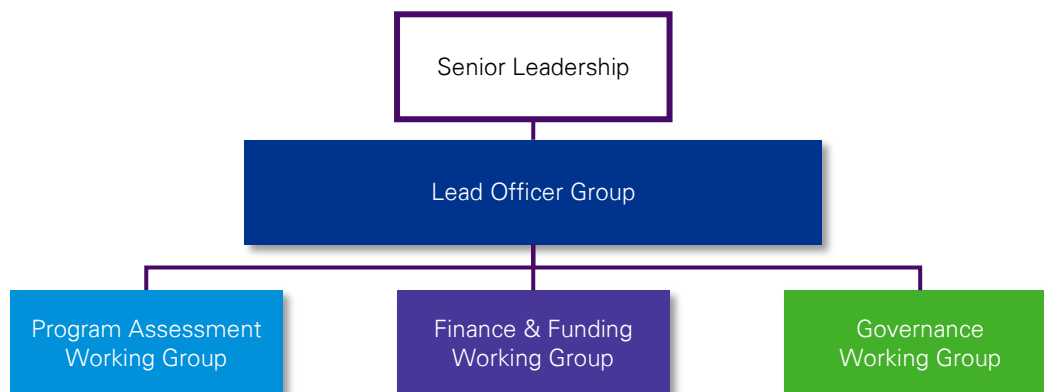 Senior Leadership
Lead Officer Group
Program Assessment
Working Group
Finance & Funding
Working Group
Governance
Working Group